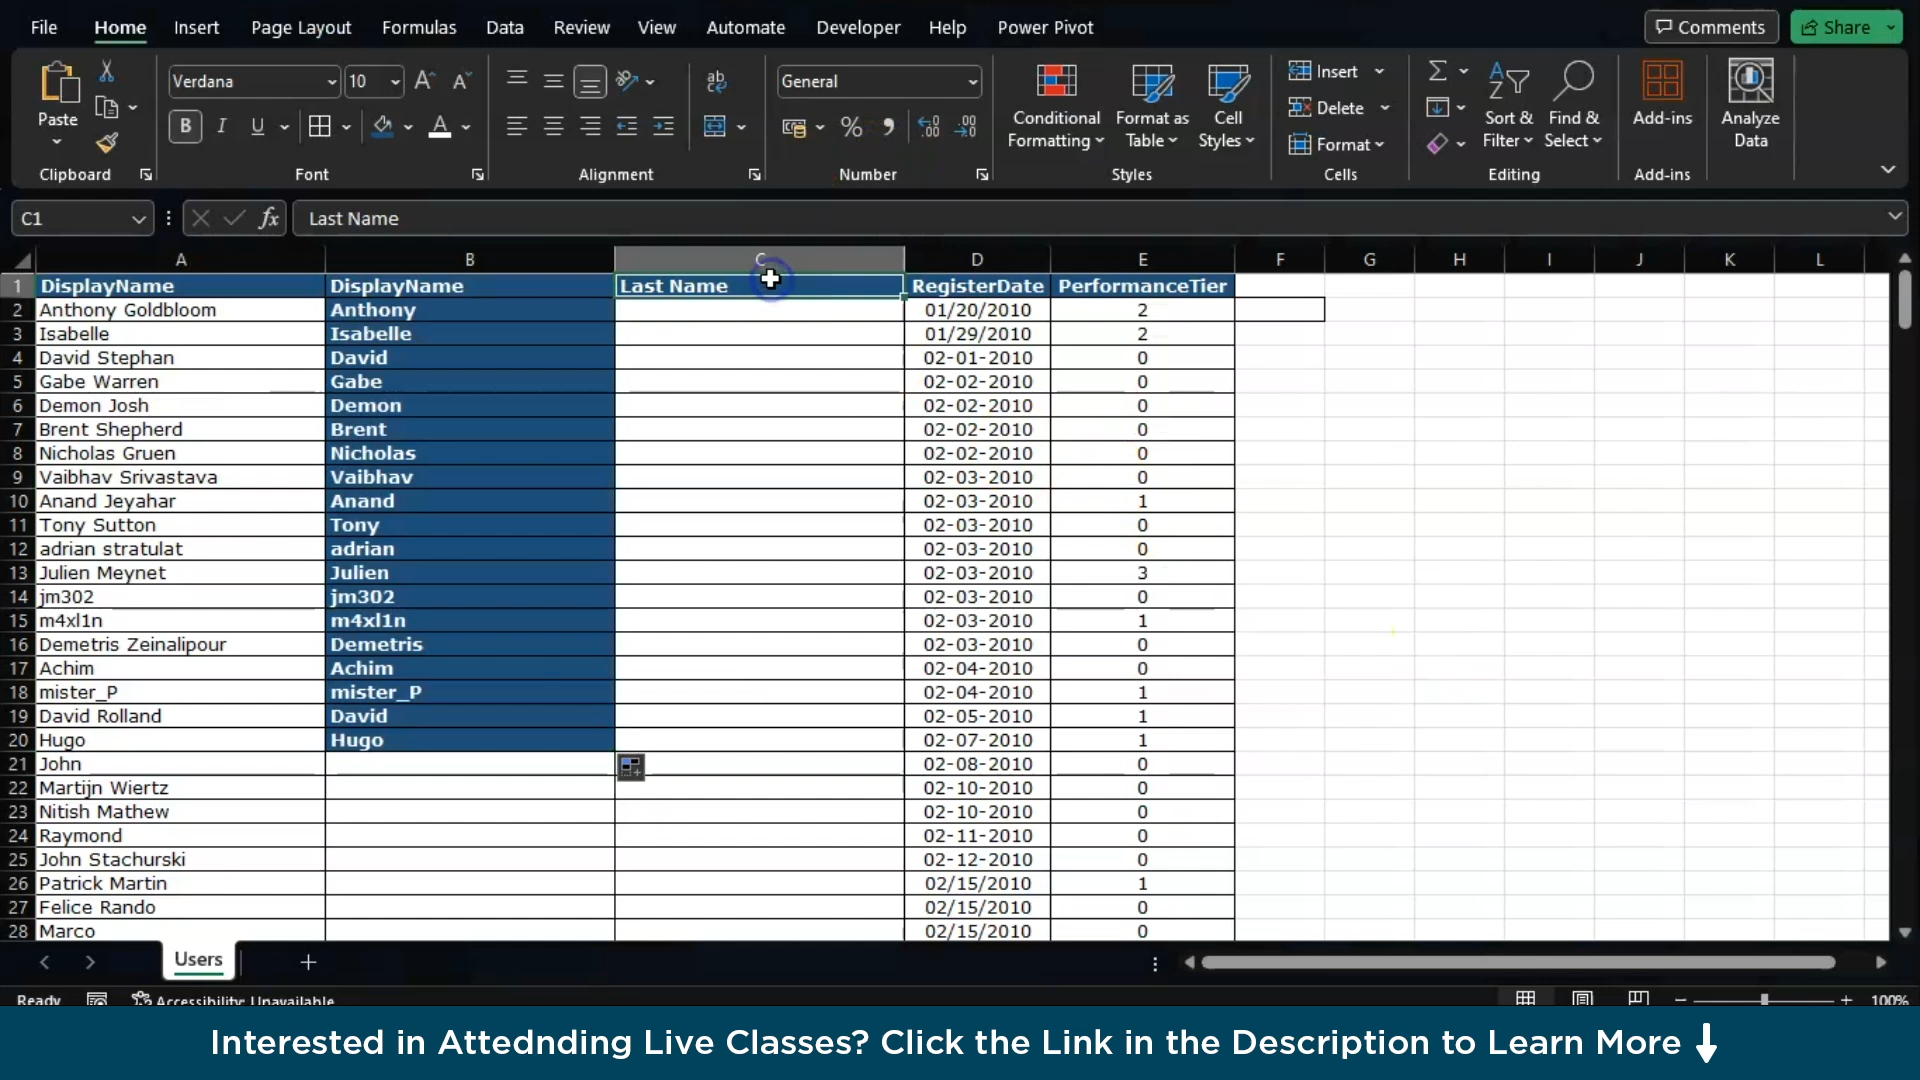 File Home Insert Page Layout Formulas Data Review View Automate Developer Help Power Pivot Comments Share
Verdana 10 General
Paste Conditional Formatting Format as Table Cell Styles Insert Delete Format Sort & Filter Find & Select Add-ins Analyze Data
Clipboard Font Alignment Number Styles Cells Editing Add-ins
C1 fx Last Name
A B C D E F G H I J K L
1 DisplayName DisplayName Last Name RegisterDate PerformanceTier
2 Anthony Goldbloom Anthony 01/20/2010 2
3 Isabelle Isabelle 01/29/2010 2
4 David Stephan David 02-01-2010 0
5 Gabe Warren Gabe 02-02-2010 0
6 Demon Josh Demon 02-02-2010 0
7 Brent Shepherd Brent 02-02-2010 0
8 Nicholas Gruen Nicholas 02-02-2010 0
9 Vaibhav Srivastava Vaibhav 02-03-2010 0
10 Anand Jeyahar Anand 02-03-2010 1
11 Tony Sutton Tony 02-03-2010 0
12 adrian stratulat adrian 02-03-2010 0
13 Julien Meynet Julien 02-03-2010 3
14 jm302 jm302 02-03-2010 0
15 m4xl1n m4xl1n 02-03-2010 1
16 Demetris Zeinalipour Demetris 02-03-2010 0
17 Achim Achim 02-04-2010 0
18 mister_P mister_P 02-04-2010 1
19 David Rolland David 02-05-2010 1
20 Hugo Hugo 02-07-2010 1
21 John 02-08-2010 0
22 Martijn Wiertz 02-10-2010 0
23 Nitish Mathew 02-10-2010 0
24 Raymond 02-11-2010 0
25 John Stachurski 02-12-2010 0
26 Patrick Martin 02/15/2010 1
27 Felice Rando 02/15/2010 0
28 Marco 02/15/2010 0
Users
Ready Accessibility: Unavailable 100%
Interested in Attednding Live Classes? Click the Link in the Description to Learn More